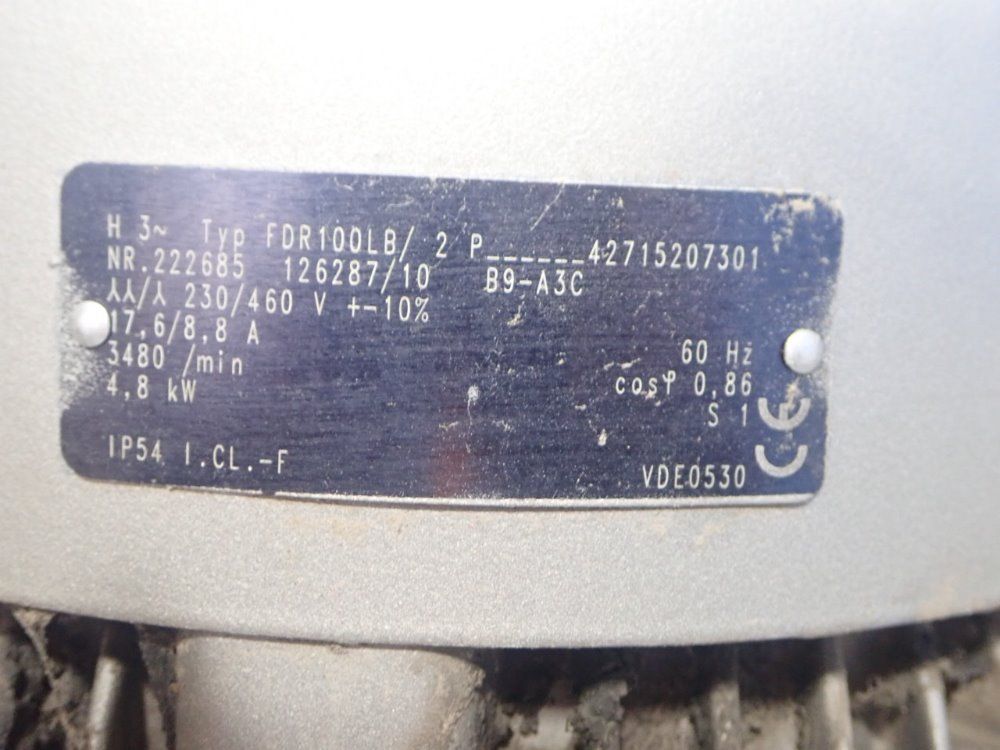 H 3~ Typ FDR100LB/ 2 P______42715207301
NR.222685 126287/10 B9-A3C
⅄⅄/⅄ 230/460 V +-10%
17,6/8,8 A
3480 /min 60 Hz
4,8 kW cosφ 0,86
S 1
IP54 I.CL.-F VDE0530 CE